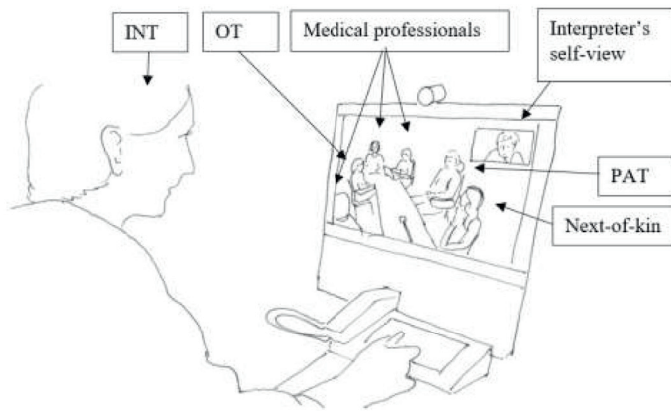 INT
OT
Medical professionals
Interpreter's
self-view
PAT
Next-of-kin